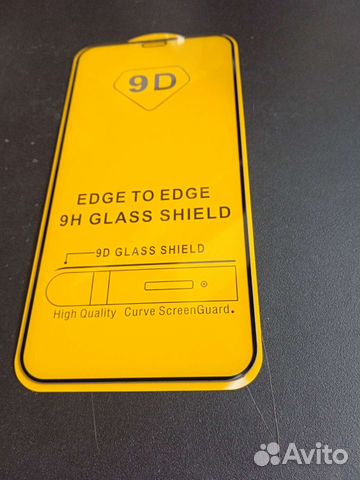 9D
EDGE TO EDGE
9H GLASS SHIELD
9D GLASS SHIELD
High Quality Curve ScreenGuard.
Avito